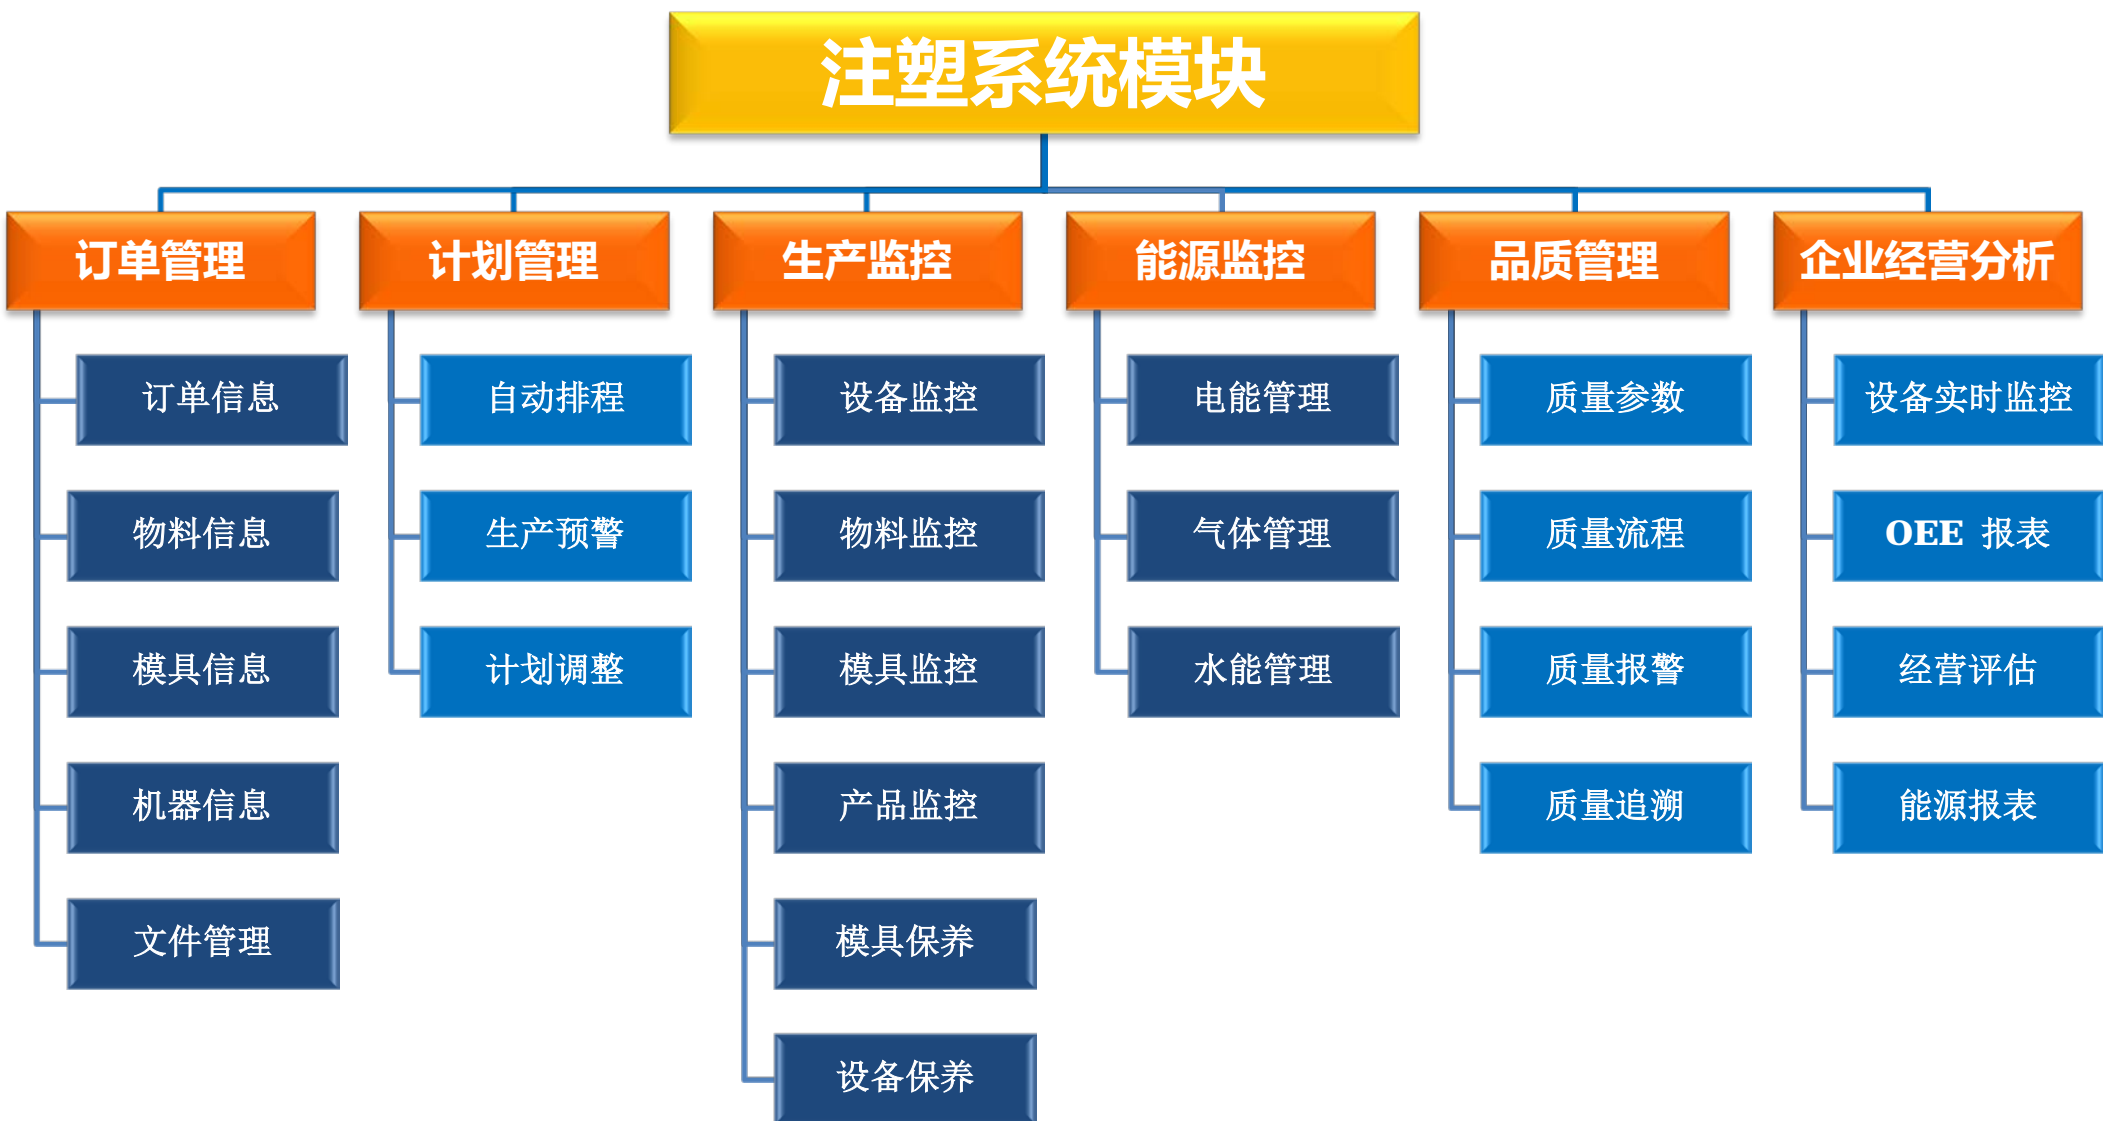 注塑系统模块
订单管理
订单信息
物料信息
模具信息
机器信息
文件管理
计划管理
自动排程
生产预警
计划调整
生产监控
设备监控
物料监控
模具监控
产品监控
模具保养
设备保养
能源监控
电能管理
气体管理
水能管理
品质管理
质量参数
质量流程
质量报警
质量追溯
企业经营分析
设备实时监控
OEE 报表
经营评估
能源报表